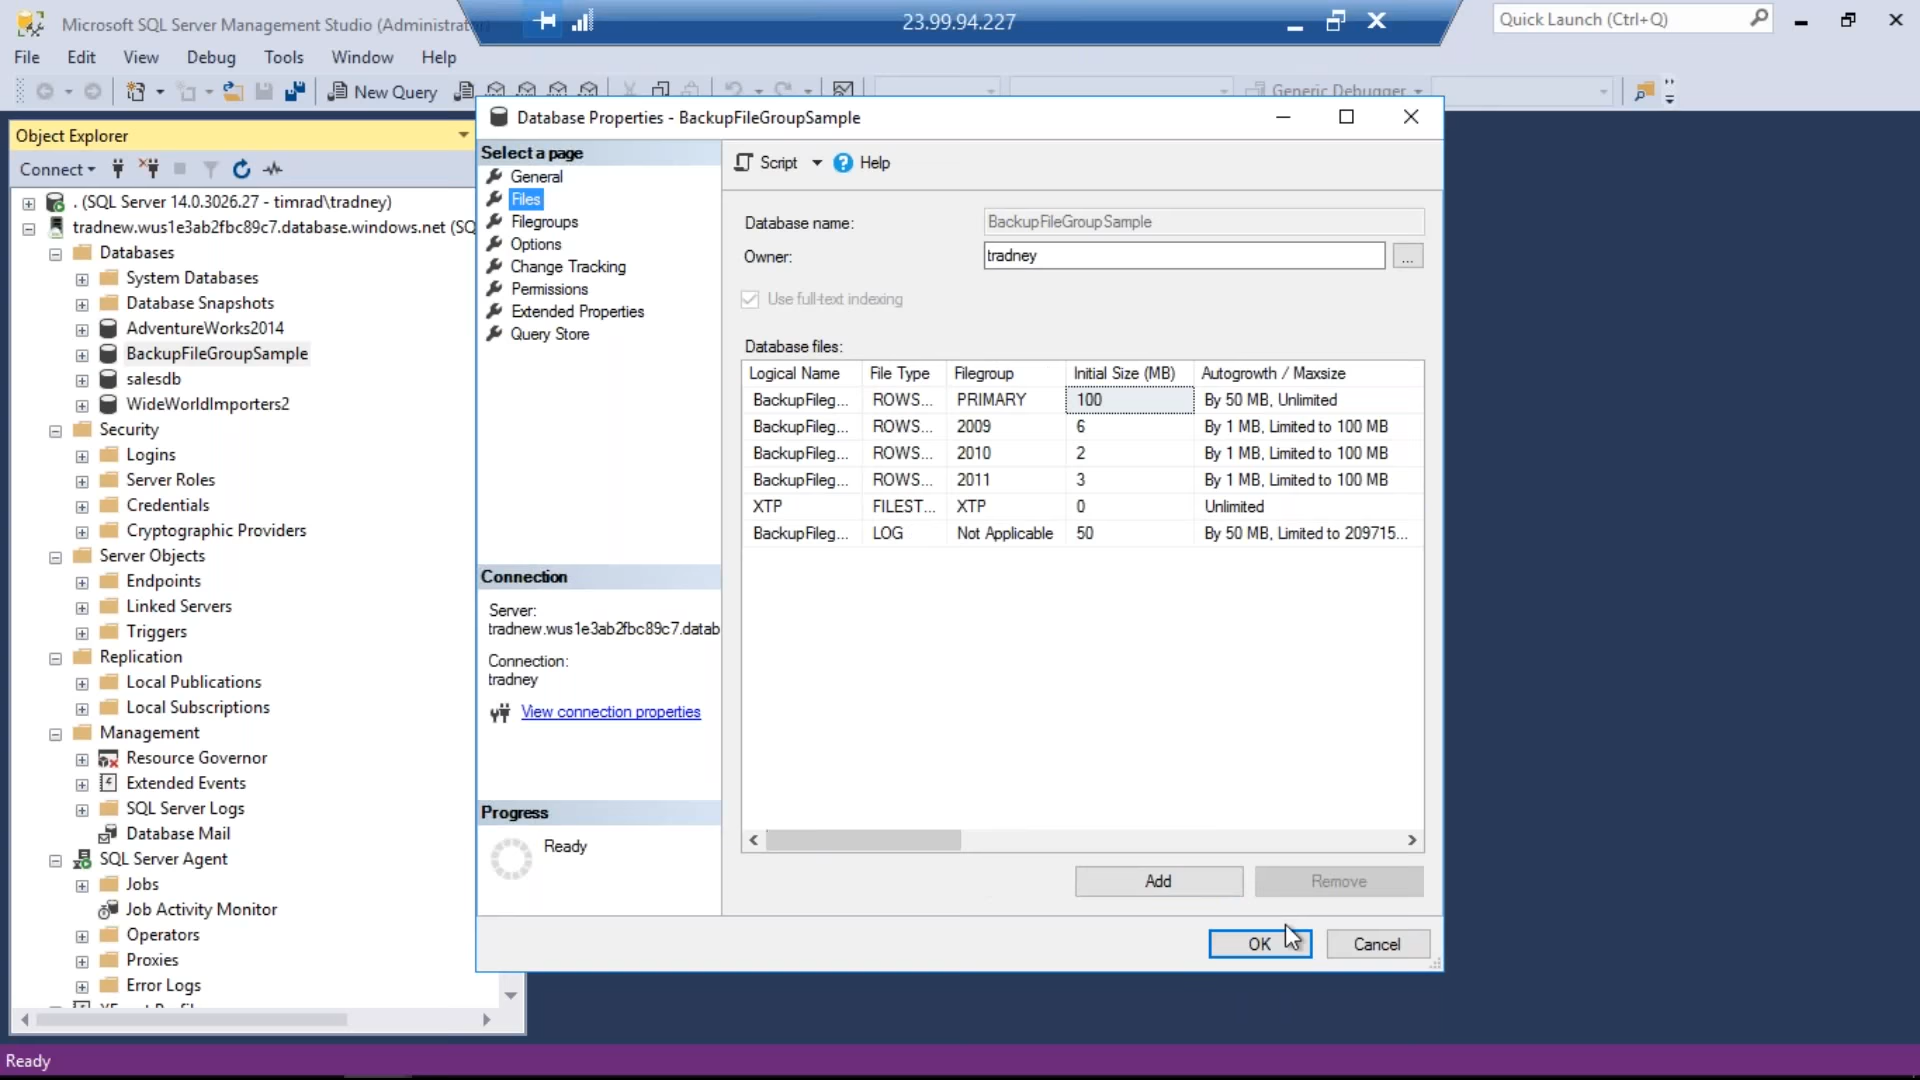 Microsoft SQL Server Management Studio (Administrator)
23.99.94.227
Quick Launch (Ctrl+Q)
File Edit View Debug Tools Window Help
New Query
Generic Debugger
Object Explorer
Connect
. (SQL Server 14.0.3026.27 - timrad\tradney)
tradnew.wus1e3ab2fbc89c7.database.windows.net (SQ
Databases
System Databases
Database Snapshots
AdventureWorks2014
BackupFileGroupSample
salesdb
WideWorldImporters2
Security
Logins
Server Roles
Credentials
Cryptographic Providers
Server Objects
Endpoints
Linked Servers
Triggers
Replication
Local Publications
Local Subscriptions
Management
Resource Governor
Extended Events
SQL Server Logs
Database Mail
SQL Server Agent
Jobs
Job Activity Monitor
Operators
Proxies
Error Logs
Database Properties - BackupFileGroupSample
Select a page
General
Files
Filegroups
Options
Change Tracking
Permissions
Extended Properties
Query Store
Connection
Server:
tradnew.wus1e3ab2fbc89c7.datab
Connection:
tradney
View connection properties
Progress
Ready
Script Help
Database name: BackupFileGroupSample
Owner: tradney ...
Use full-text indexing
Database files:
Logical Name File Type Filegroup Initial Size (MB) Autogrowth / Maxsize
BackupFileg... ROWS... PRIMARY 100 By 50 MB, Unlimited
BackupFileg... ROWS... 2009 6 By 1 MB, Limited to 100 MB
BackupFileg... ROWS... 2010 2 By 1 MB, Limited to 100 MB
BackupFileg... ROWS... 2011 3 By 1 MB, Limited to 100 MB
XTP FILEST... XTP 0 Unlimited
BackupFileg... LOG Not Applicable 50 By 50 MB, Limited to 209715...
Add Remove
OK Cancel
Ready